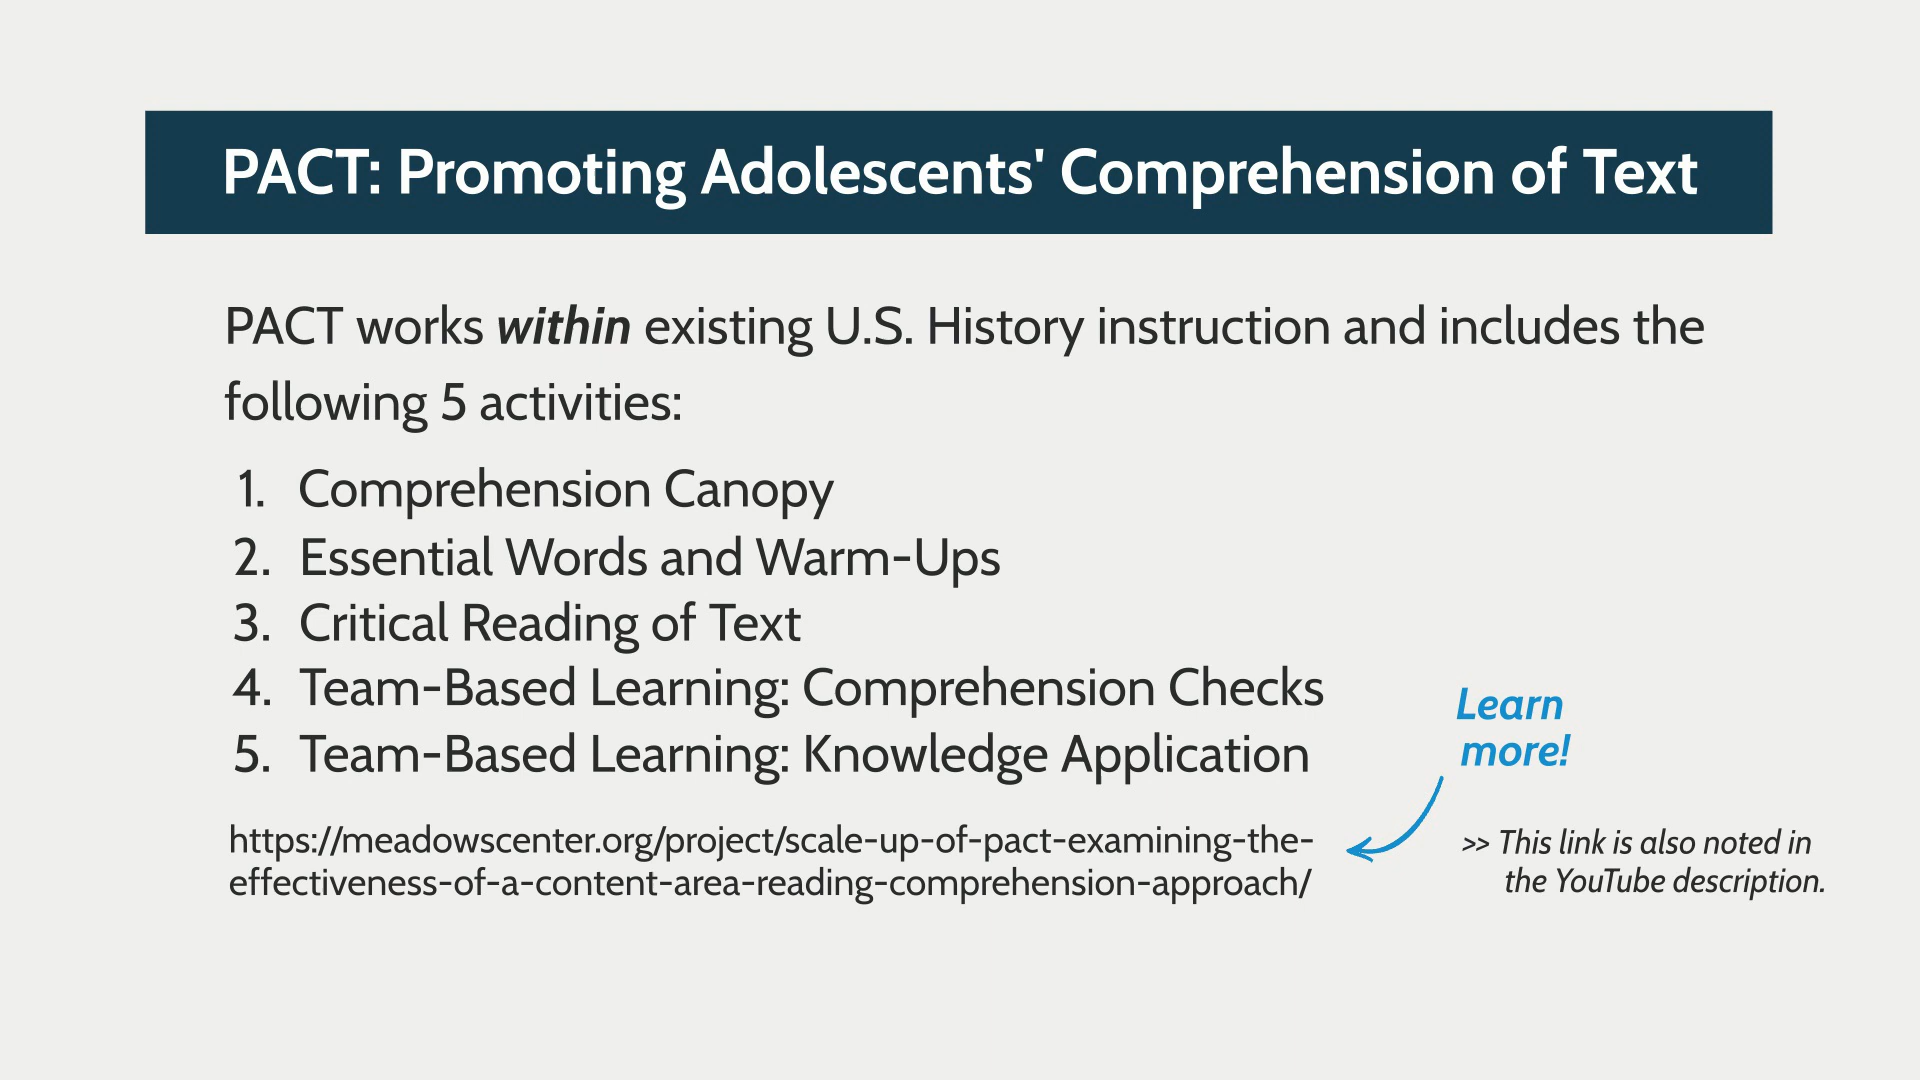 PACT: Promoting Adolescents' Comprehension of Text
PACT works within existing U.S. History instruction and includes the
following 5 activities:
1. Comprehension Canopy
2. Essential Words and Warm-Ups
3. Critical Reading of Text
4. Team-Based Learning: Comprehension Checks
5. Team-Based Learning: Knowledge Application
Learn
more!
https://meadowscenter.org/project/scale-up-of-pact-examining-the-
effectiveness-of-a-content-area-reading-comprehension-approach/
>> This link is also noted in
the YouTube description.